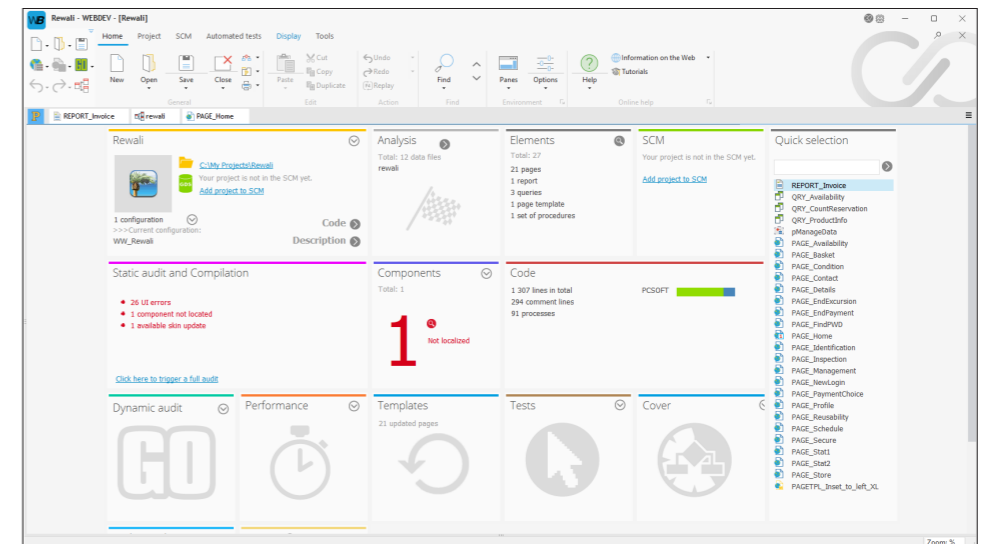 WB Rewali - WEBDEV - [Rewali]
Home Project SCM Automated tests Display Tools
New Open Save Close Paste Cut Copy Duplicate Undo Redo Replay Find Panes Options Help Information on the Web Tutorials
General Edit Action Find Environment Online help
P REPORT_Invoice rewali PAGE_Home
Rewali
C:\My Projects\Rewali
Your project is not in the SCM yet.
Add project to SCM
1 configuration
>>>Current configuration:
WW_Rewali
Code
Description
Analysis
Total: 12 data files
rewali
Elements
Total: 27
21 pages
1 report
3 queries
1 page template
1 set of procedures
SCM
Your project is not in the SCM yet.
Add project to SCM
Static audit and Compilation
26 UI errors
1 component not located
1 available skin update
Click here to trigger a full audit
Components
Total: 1
1
Not localized
Code
1 307 lines in total
294 comment lines
91 processes
PCSOFT
Dynamic audit
GO
Performance
Templates
21 updated pages
Tests
Cover
Quick selection
REPORT_Invoice
QRY_Availability
QRY_CountReservation
QRY_ProductInfo
pManageData
PAGE_Availability
PAGE_Basket
PAGE_Condition
PAGE_Contact
PAGE_Details
PAGE_EndExcursion
PAGE_EndPayment
PAGE_FindPWD
PAGE_Home
PAGE_Identification
PAGE_Inspection
PAGE_Management
PAGE_NewLogin
PAGE_PaymentChoice
PAGE_Profile
PAGE_Reusability
PAGE_Schedule
PAGE_Secure
PAGE_Stat1
PAGE_Stat2
PAGE_Store
PAGETPL_Inset_to_left_XL
Zoom: %